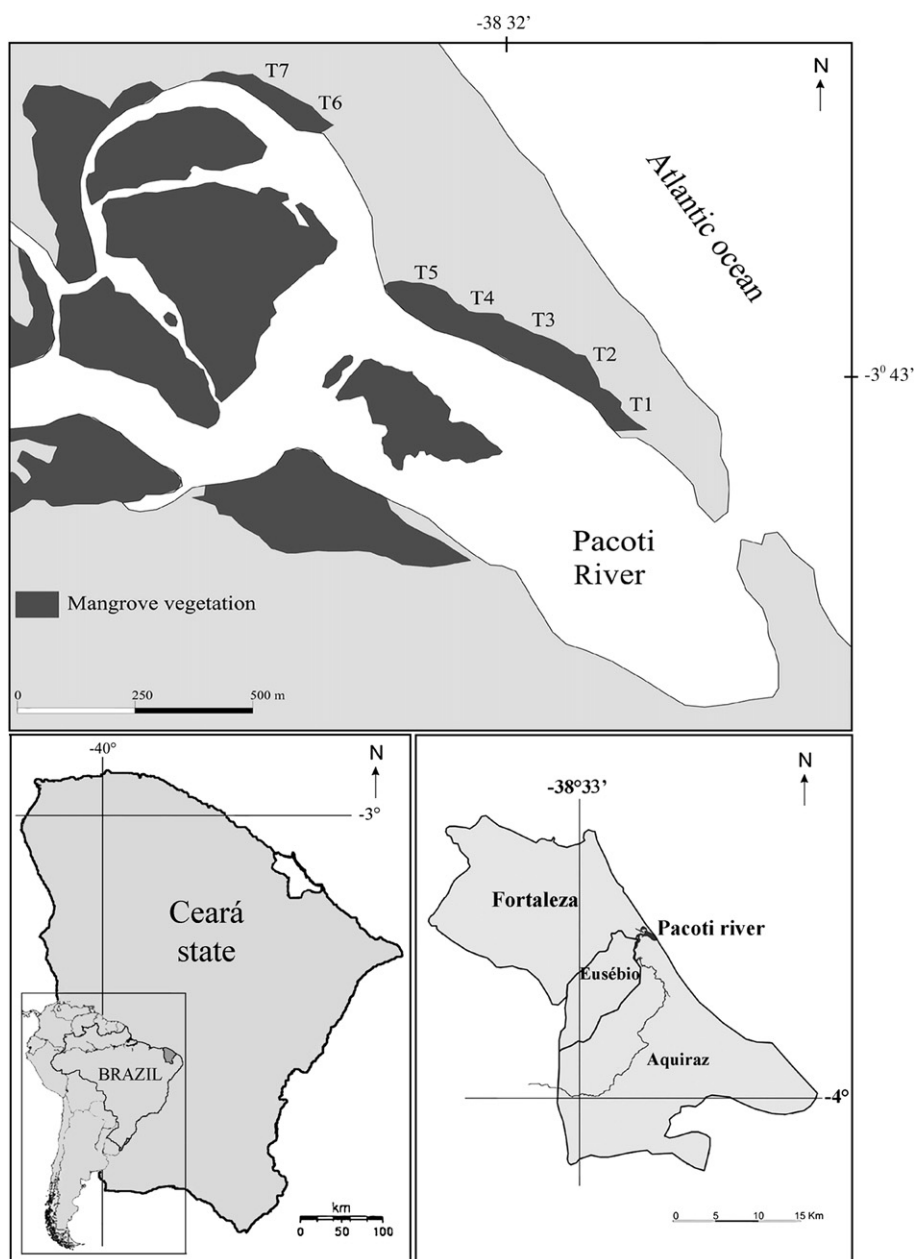 -38 32'
N
T7
T6
Atlantic ocean
T5
T4
T3
T2
T1
-3⁰ 43'
Pacoti
River
Mangrove vegetation
0 250 500 m
-40°
N
-3°
Ceará
state
BRAZIL
km
0 50 100
N
-38°33'
Fortaleza
Pacoti river
Eusébio
Aquiraz
-4°
0 5 10 15 Km